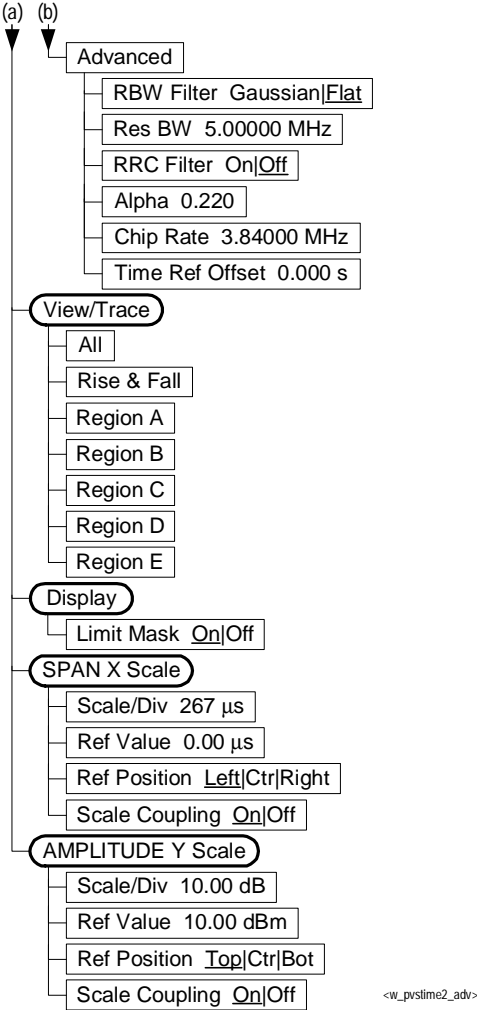 (a) (b)
Advanced
RBW Filter Gaussian|Flat
Res BW 5.00000 MHz
RRC Filter On|Off
Alpha 0.220
Chip Rate 3.84000 MHz
Time Ref Offset 0.000 s
View/Trace
All
Rise & Fall
Region A
Region B
Region C
Region D
Region E
Display
Limit Mask On|Off
SPAN X Scale
Scale/Div 267 μs
Ref Value 0.00 μs
Ref Position Left|Ctr|Right
Scale Coupling On|Off
AMPLITUDE Y Scale
Scale/Div 10.00 dB
Ref Value 10.00 dBm
Ref Position Top|Ctr|Bot
Scale Coupling On|Off
<w_pvstime2_adv>